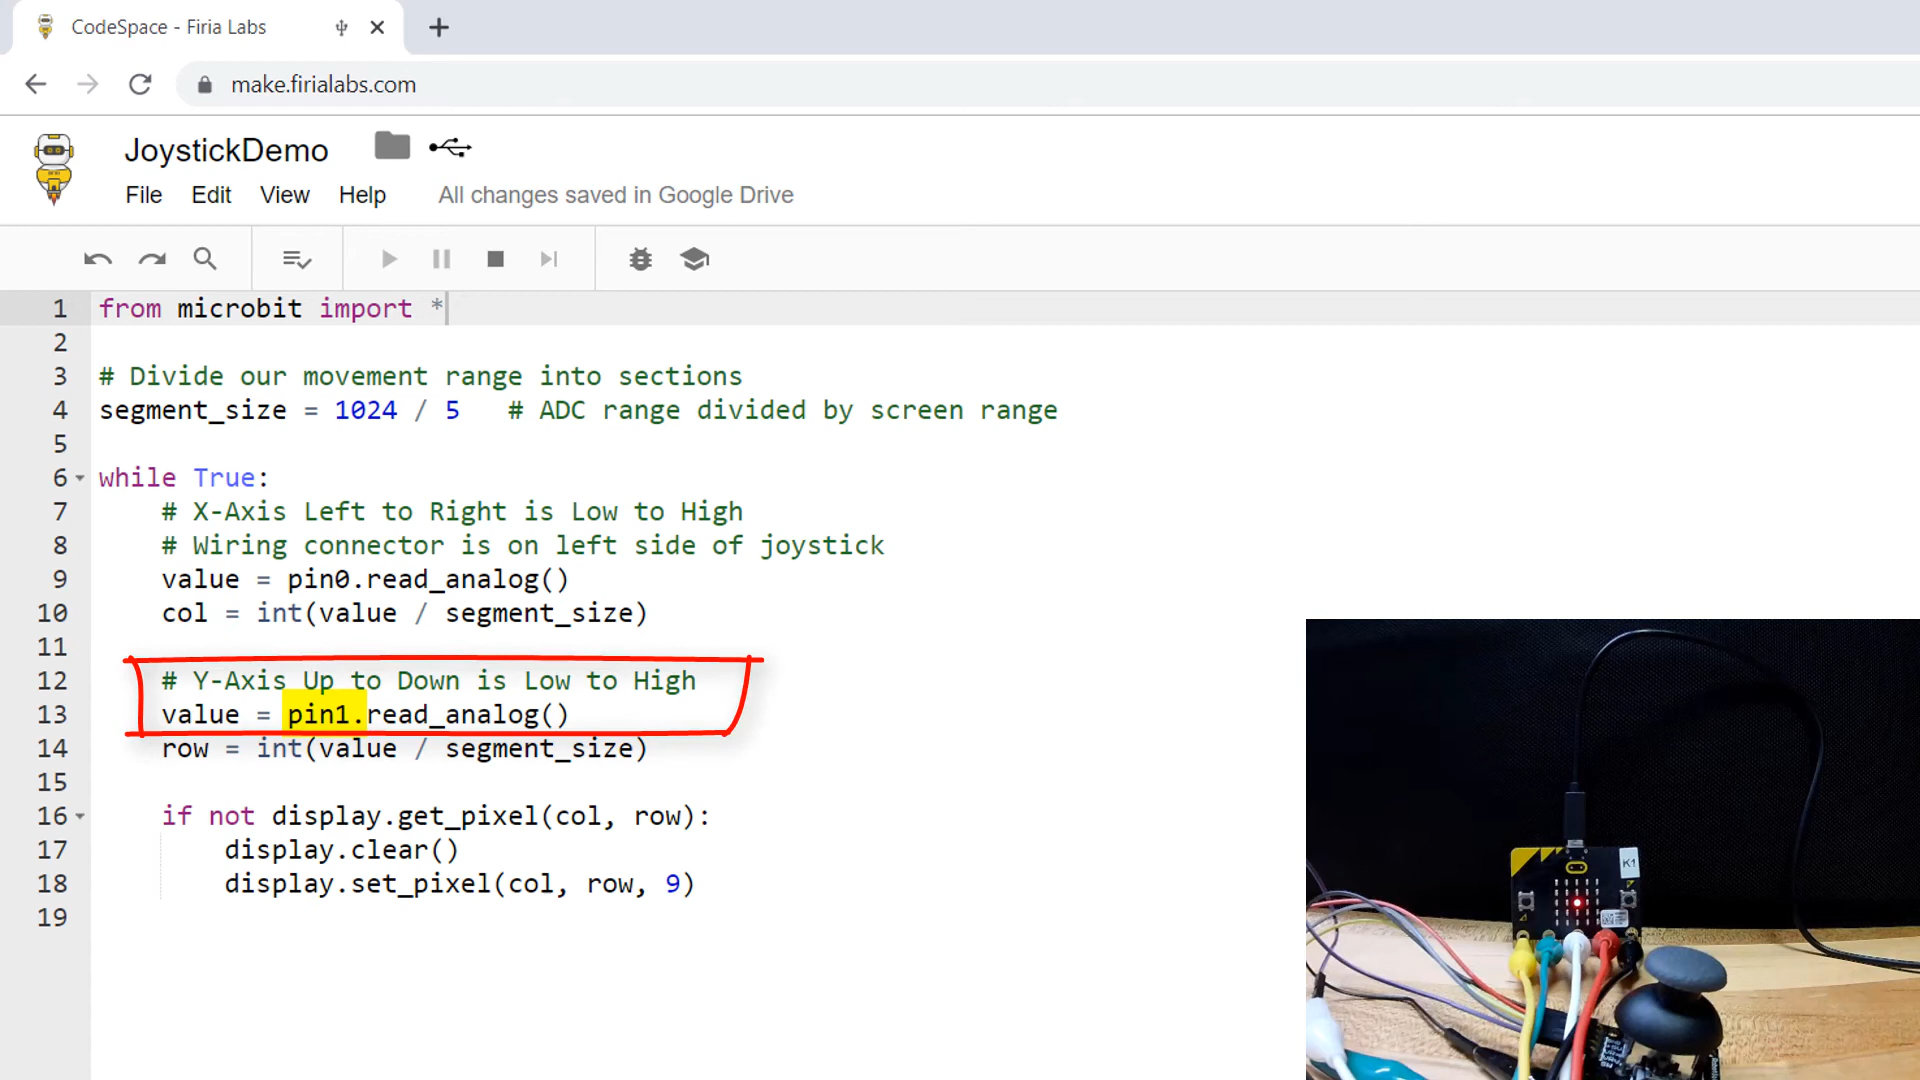 CodeSpace - Firia Labs
make.firialabs.com
JoystickDemo
File Edit View Help All changes saved in Google Drive
1 from microbit import *
2
3 # Divide our movement range into sections
4 segment_size = 1024 / 5 # ADC range divided by screen range
5
6 while True:
7 # X-Axis Left to Right is Low to High
8 # Wiring connector is on left side of joystick
9 value = pin0.read_analog()
10 col = int(value / segment_size)
11
12 # Y-Axis Up to Down is Low to High
13 value = pin1.read_analog()
14 row = int(value / segment_size)
15
16 if not display.get_pixel(col, row):
17 display.clear()
18 display.set_pixel(col, row, 9)
19
K1